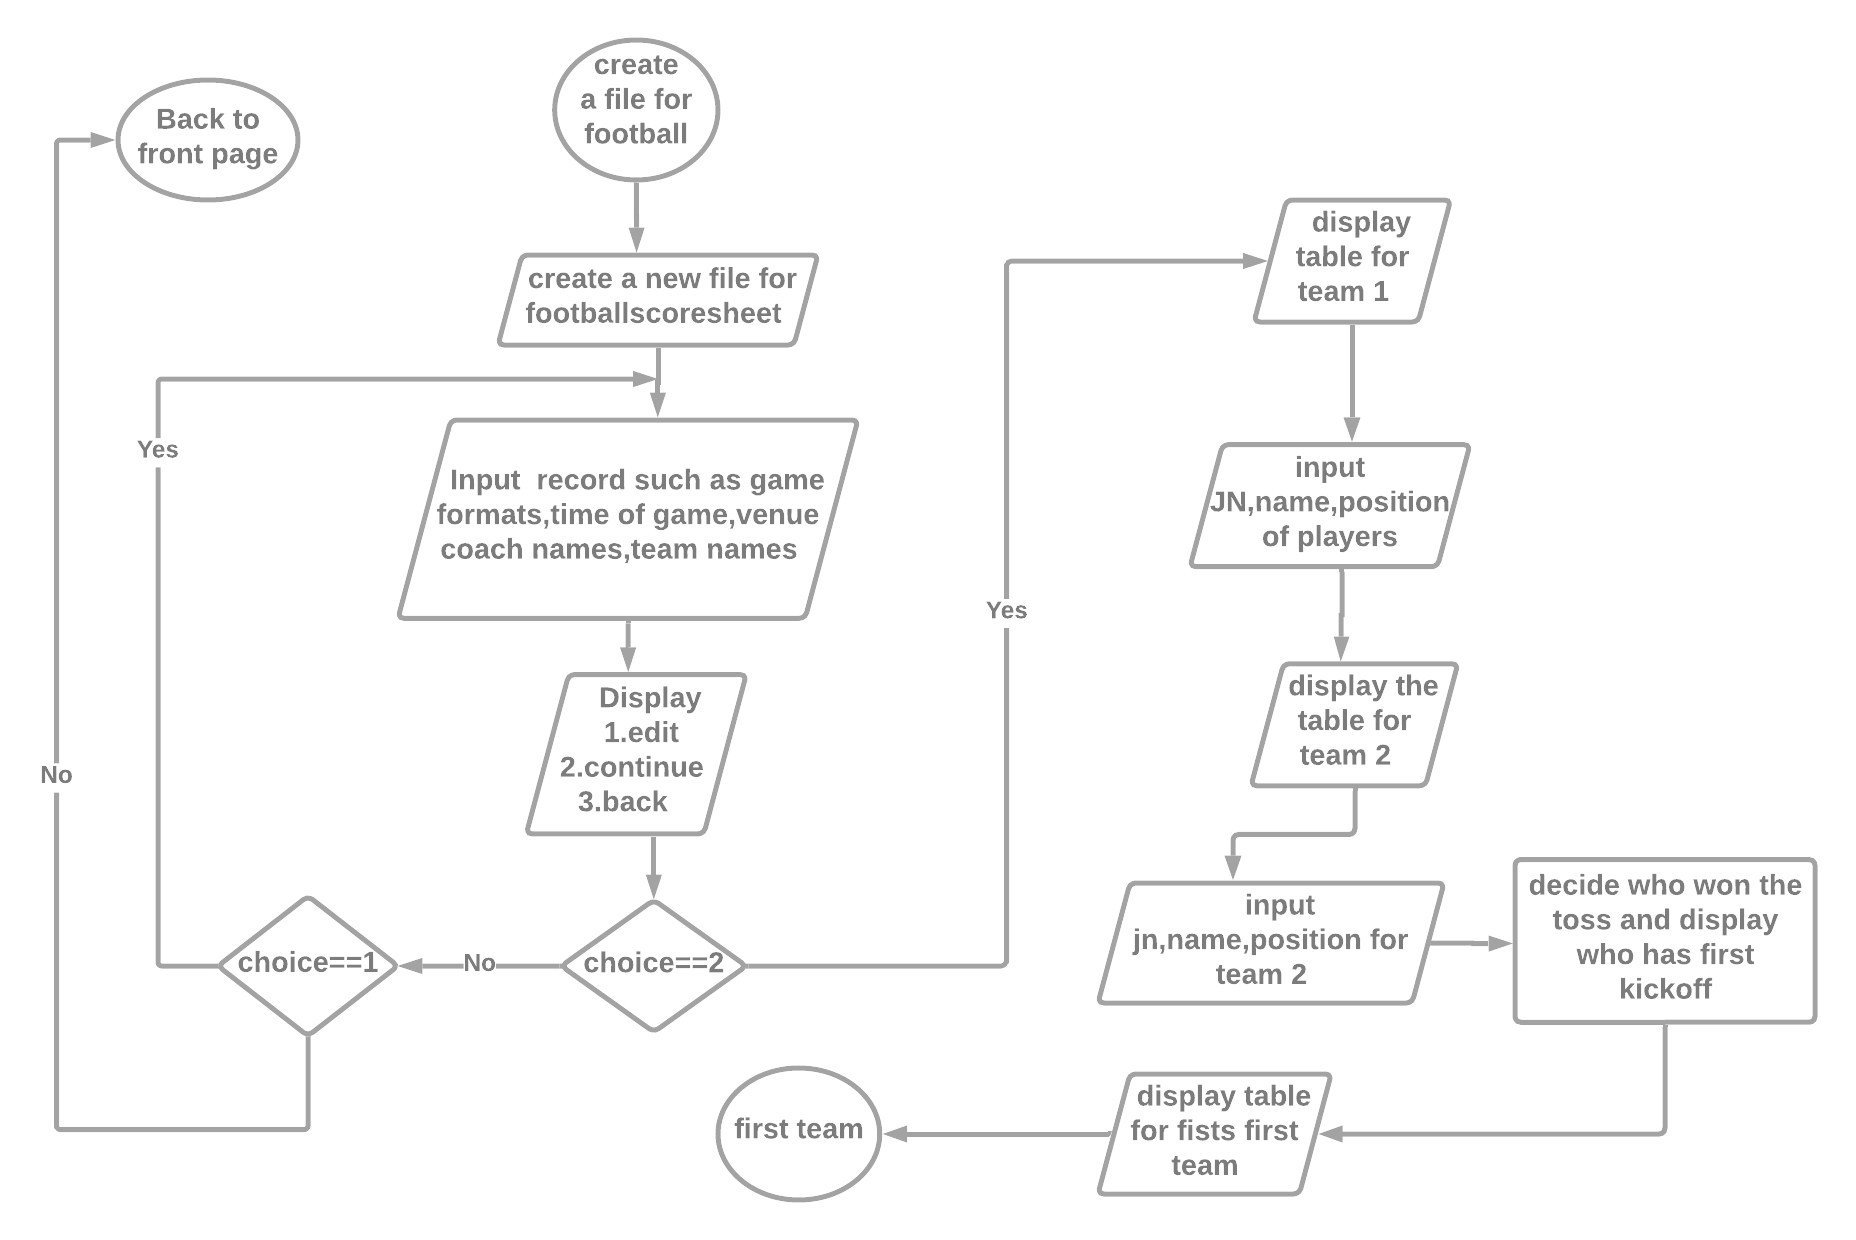 create
a file for
football
Back to
front page
create a new file for
footballscoresheet
Yes
Input  record such as game
formats,time of game,venue
coach names,team names
Display
1.edit
2.continue
3.back
No
choice==1
No
choice==2
Yes
display
table for
team 1
input
JN,name,position
of players
display the
table for
team 2
input
jn,name,position for
team 2
decide who won the
toss and display
who has first
kickoff
display table
for fists first
team
first team